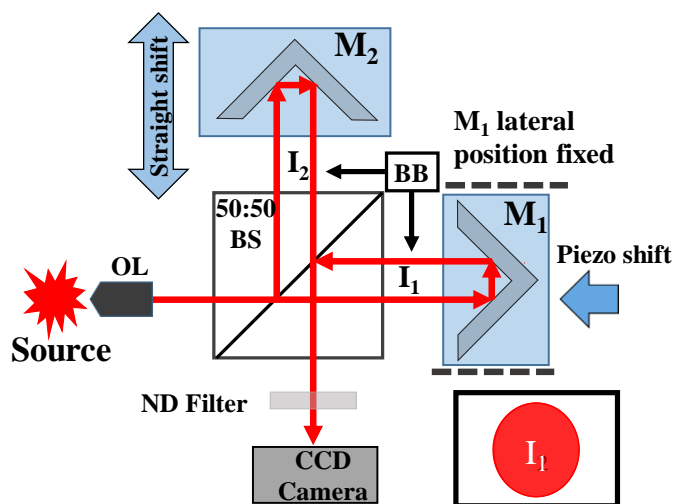 M2
Straight shift
M1 lateral
position fixed
I2
BB
50:50
BS
M1
OL
I1
Piezo shift
Source
ND Filter
CCD
Camera